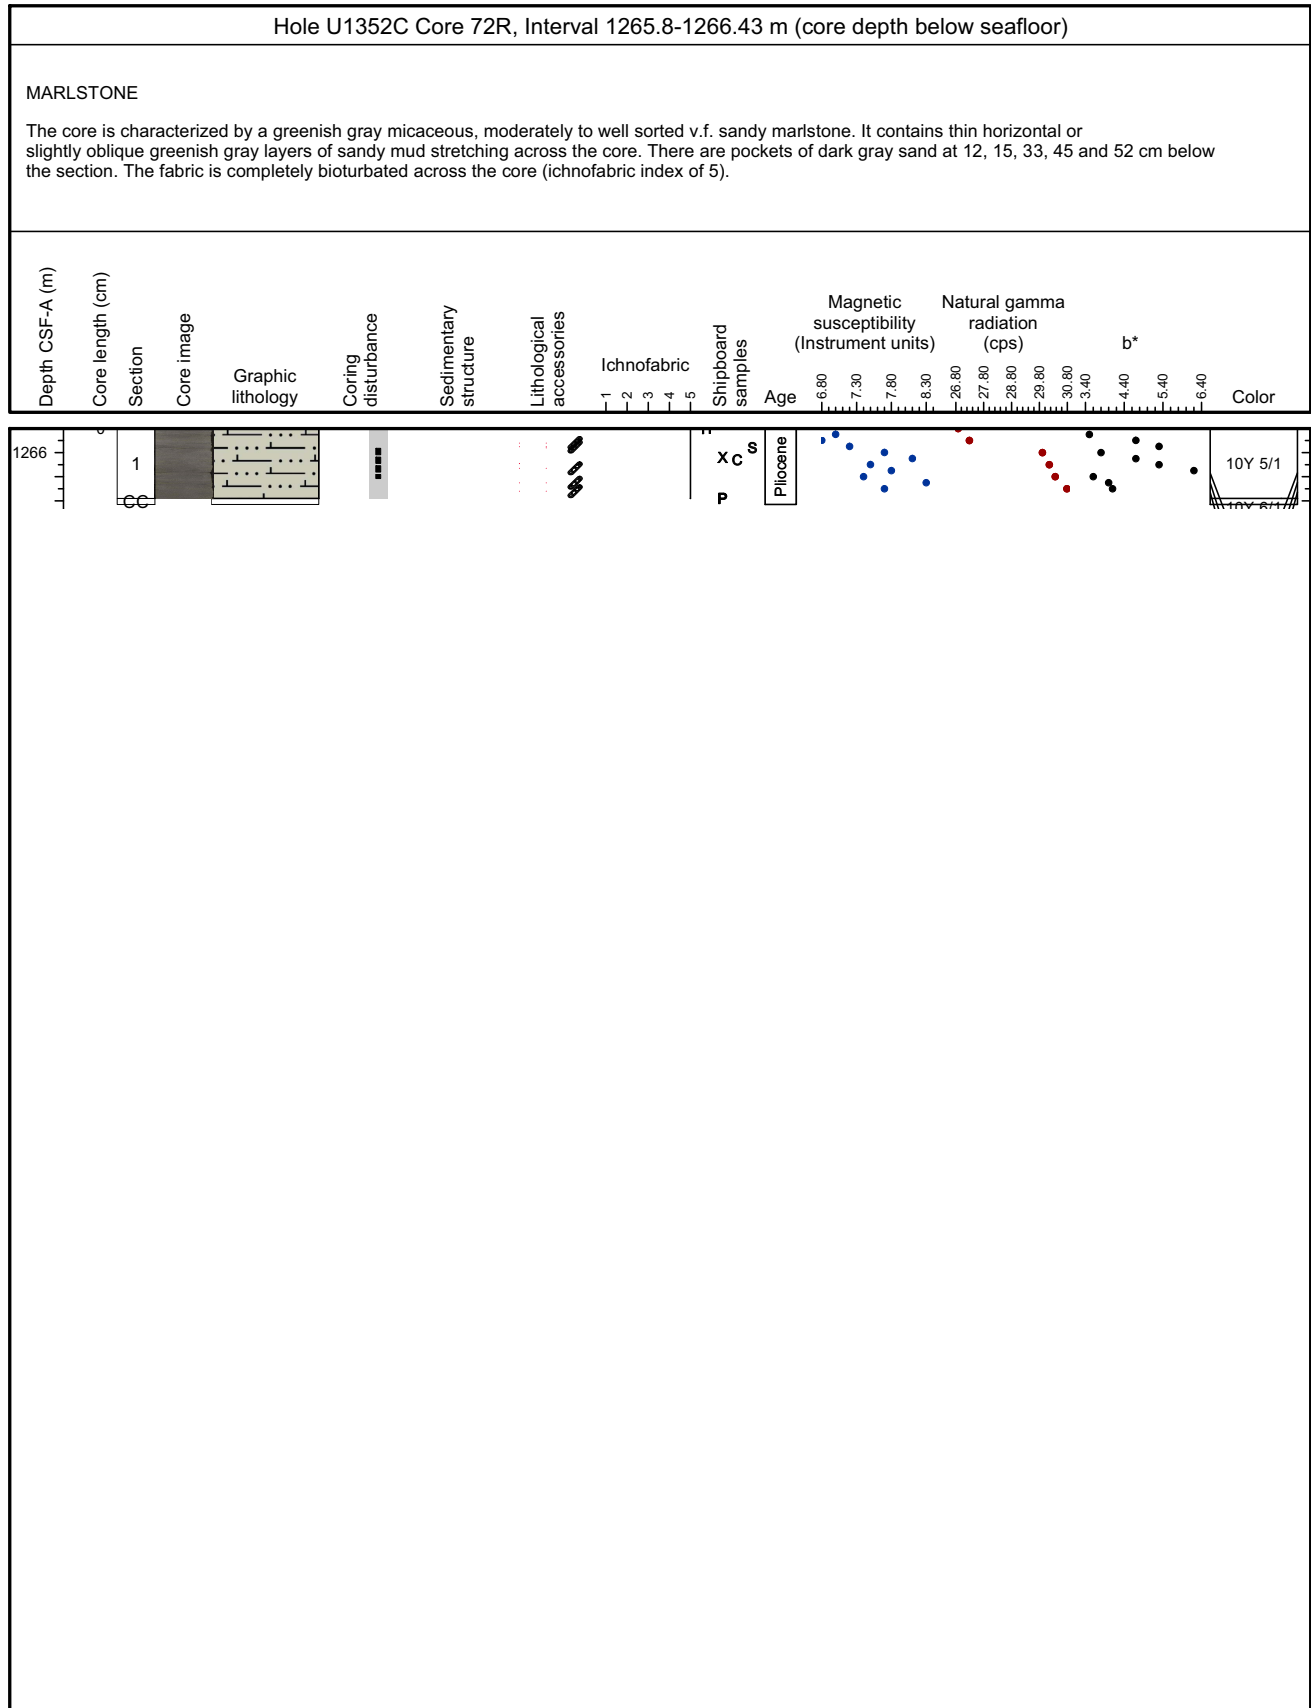 Hole U1352C Core 72R, Interval 1265.8-1266.43 m (core depth below seafloor)
MARLSTONE
The core is characterized by a greenish gray micaceous, moderately to well sorted v.f. sandy marlstone. It contains thin horizontal or
slightly oblique greenish gray layers of sandy mud stretching across the core. There are pockets of dark gray sand at 12, 15, 33, 45 and 52 cm below
the section. The fabric is completely bioturbated across the core (ichnofabric index of 5).
Depth CSF-A (m)
Core length (cm)
Section
Core image
Graphic
lithology
Coring
disturbance
Sedimentary
structure
Lithological
accessories
Ichnofabric
1 2 3 4 5
Shipboard
samples
Age
Magnetic
susceptibility
(Instrument units)
6.80 7.30 7.80 8.30
Natural gamma
radiation
(cps)
26.80 27.80 28.80 29.80 30.80
b*
3.40 4.40 5.40 6.40
Color
1266
1
CC
S
X C
P
Pliocene
10Y 5/1
10Y 6/1